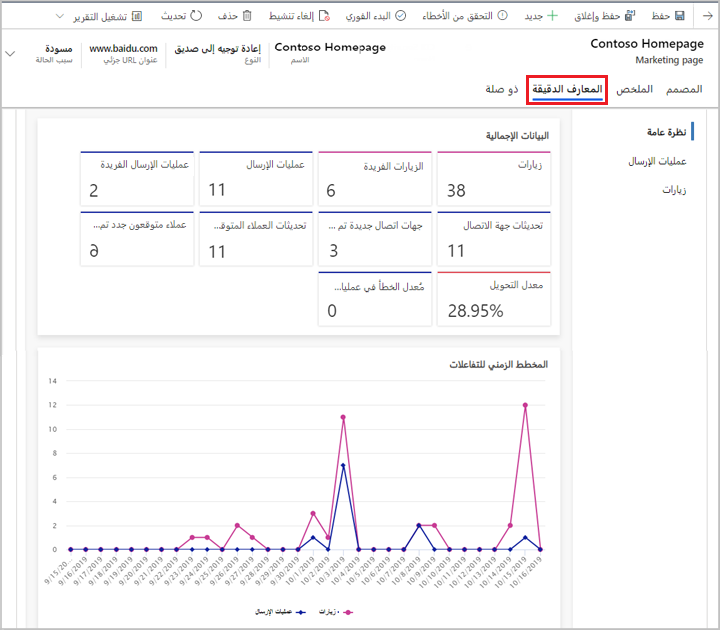 حفظ
حفظ وإغلاق
جديد
التحقق من الأخطاء
البدء الفوري
إلغاء تنشيط
حذف
تحديث
تشغيل التقرير
Contoso Homepage
Marketing page
Contoso Homepage
الاسم
إعادة توجيه إلى صديق
النوع
www.baidu.com
عنوان URL جزئي
مسودة
سبب الحالة
المصمم
الملخص
المعارف الدقيقة
ذو صلة
نظرة عامة
عمليات الإرسال
زيارات
البيانات الإجمالية
زيارات
38
الزيارات الفريدة
6
عمليات الإرسال
11
عمليات الإرسال الفريدة
2
تحديثات جهة الاتصال
11
جهات اتصال جديدة تم ...
3
تحديثات العملاء المتوقـ...
11
عملاء متوقعون جدد تمـ...
معدل التحويل
28.95%
مُعدل الخطأ في عمليا...
0
المخطط الزمني للتفاعلات
14
12
10
8
6
4
2
0
9/15/20...
9/16/2019
9/17/2019
9/18/2019
9/19/2019
9/20/2019
9/21/2019
9/22/2019
9/23/2019
9/24/2019
9/25/2019
9/26/2019
9/27/2019
9/28/2019
9/29/2019
9/30/2019
10/1/2019
10/2/2019
10/3/2019
10/4/2019
10/5/2019
10/6/2019
10/7/2019
10/8/2019
10/9/2019
10/10/2019
10/11/2019
10/12/2019
10/13/2019
10/14/2019
10/15/2019
10/16/2019
زيارات
عمليات الإرسال